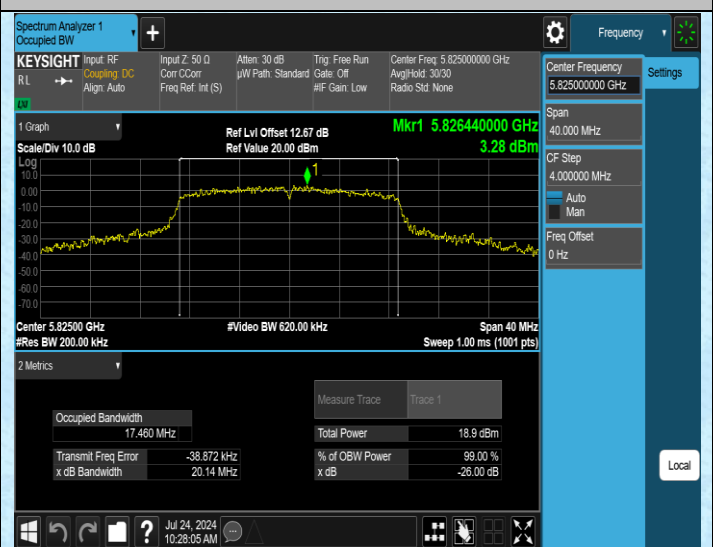 Spectrum Analyzer 1
Occupied BW
Frequency
KEYSIGHT
RL
Input: RF
Coupling: DC
Align: Auto
Input Z: 50 Ω
Corr CCorr
Freq Ref: Int (S)
Atten: 30 dB
µW Path: Standard
Trig: Free Run
Gate: Off
#IF Gain: Low
Center Freq: 5.825000000 GHz
Avg|Hold: 30/30
Radio Std: None
1 Graph
Scale/Div 10.0 dB
Ref Lvl Offset 12.67 dB
Ref Value 20.00 dBm
Mkr1 5.826440000 GHz
3.28 dBm
Log
10.0
0.00
-10.0
-20.0
-30.0
-40.0
-50.0
-60.0
-70.0
1
Center 5.82500 GHz
#Video BW 620.00 kHz
Span 40 MHz
#Res BW 200.00 kHz
Sweep 1.00 ms (1001 pts)
2 Metrics
Measure Trace
Trace 1
Occupied Bandwidth
17.460 MHz
Total Power
18.9 dBm
Transmit Freq Error
-38.872 kHz
% of OBW Power
99.00 %
x dB Bandwidth
20.14 MHz
x dB
-26.00 dB
Center Frequency
5.825000000 GHz
Settings
Span
40.000 MHz
CF Step
4.000000 MHz
Auto
Man
Freq Offset
0 Hz
Local
?
Jul 24, 2024
10:28:05 AM